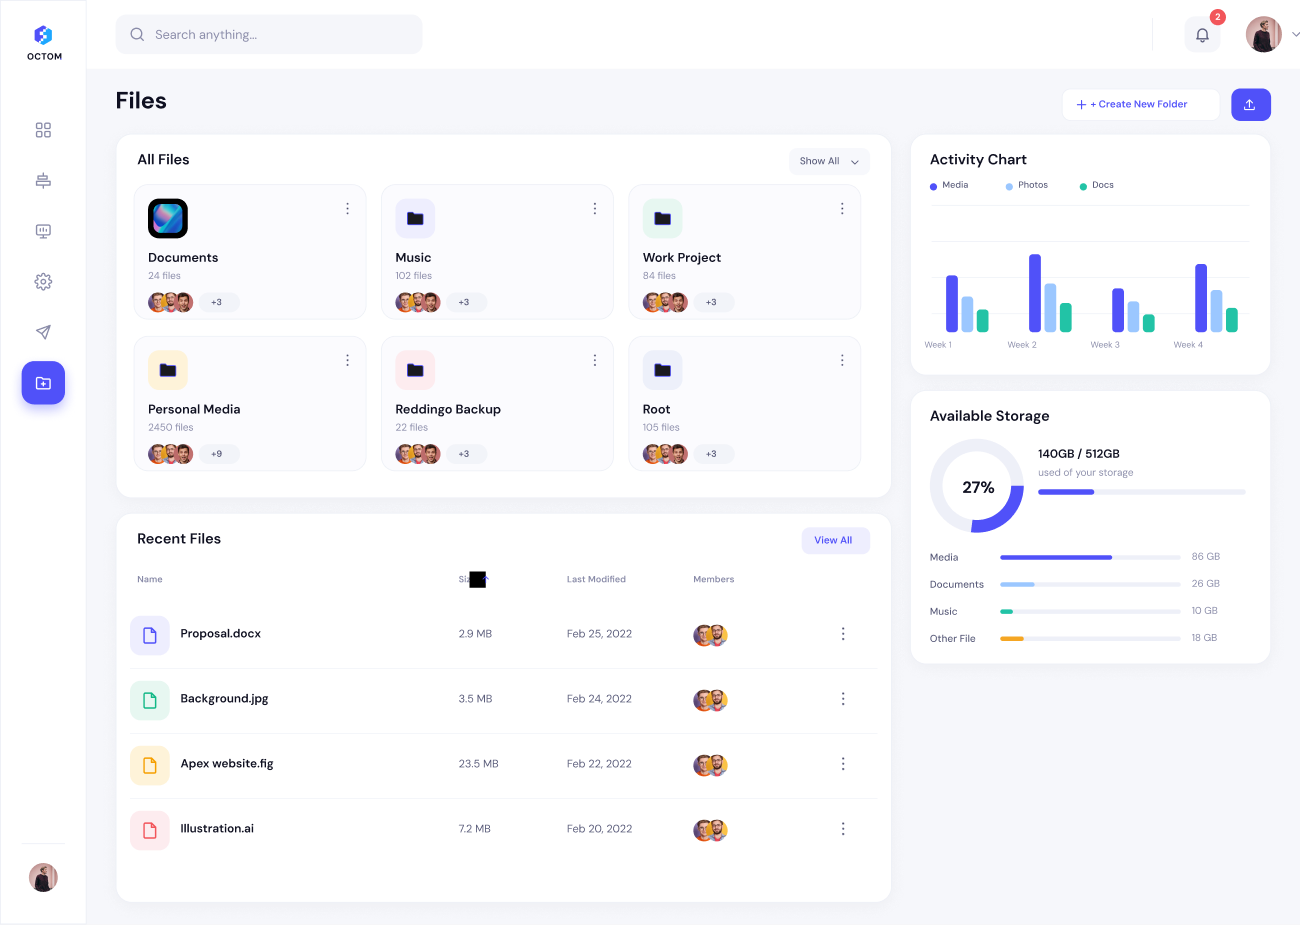 OCTOM
Search anything...
2
Files
+ Create New Folder
All Files
Show All
Documents
24 files
+3
Music
102 files
+3
Work Project
84 files
+3
Personal Media
2450 files
+9
Reddingo Backup
22 files
+3
Root
105 files
+3
Recent Files
View All
Name
Last Modified
Members
Proposal.docx
2.9 MB
Feb 25, 2022
Background.jpg
3.5 MB
Feb 24, 2022
Apex website.fig
23.5 MB
Feb 22, 2022
Illustration.ai
7.2 MB
Feb 20, 2022
Activity Chart
Media
Photos
Docs
Week 1
Week 2
Week 3
Week 4
Available Storage
27%
140GB / 512GB
used of your storage
Media
86 GB
Documents
26 GB
Music
10 GB
Other File
18 GB